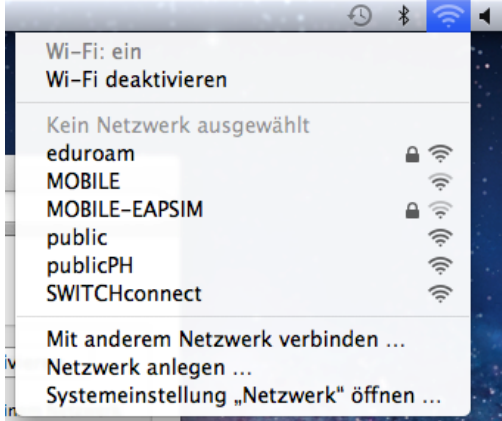 Wi-Fi: ein
Wi-Fi deaktivieren
Kein Netzwerk ausgewählt
eduroam
MOBILE
MOBILE-EAPSIM
public
publicPH
SWITCHconnect
Mit anderem Netzwerk verbinden ...
Netzwerk anlegen ...
Systemeinstellung „Netzwerk“ öffnen ...